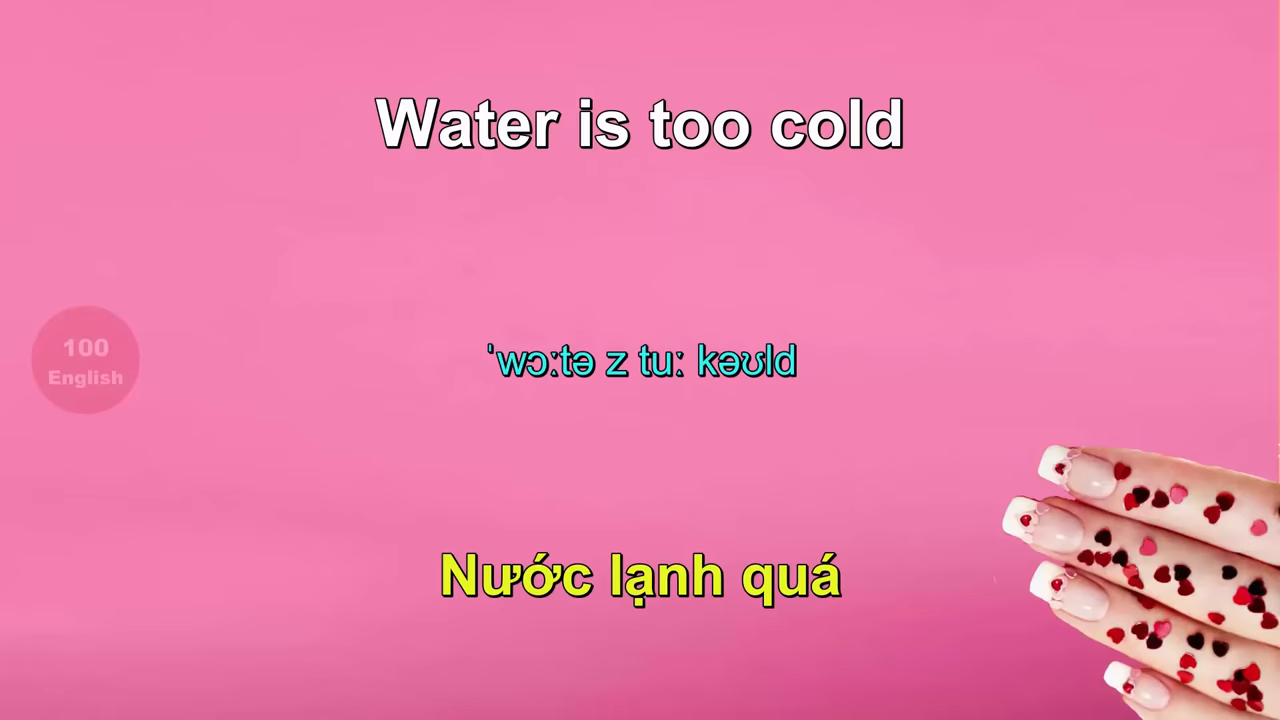 Water is too cold
ˈwɔːtə z tuː kəʊld
100
English
Nước lạnh quá